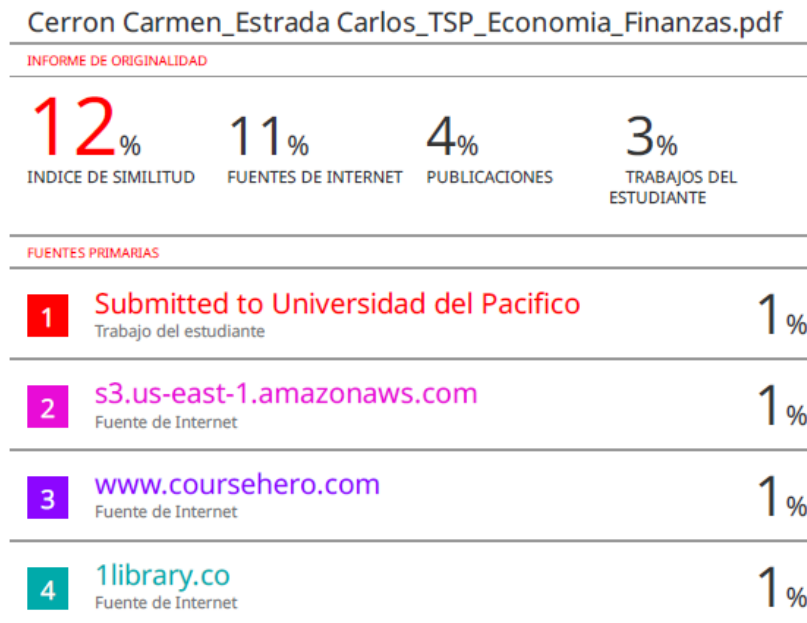 Cerron Carmen_Estrada Carlos_TSP_Economia_Finanzas.pdf
INFORME DE ORIGINALIDAD
12% 11% 4% 3%
INDICE DE SIMILITUD FUENTES DE INTERNET PUBLICACIONES TRABAJOS DEL
ESTUDIANTE
FUENTES PRIMARIAS
1 Submitted to Universidad del Pacifico 1%
Trabajo del estudiante
2 s3.us-east-1.amazonaws.com 1%
Fuente de Internet
3 www.coursehero.com 1%
Fuente de Internet
4 1library.co 1%
Fuente de Internet